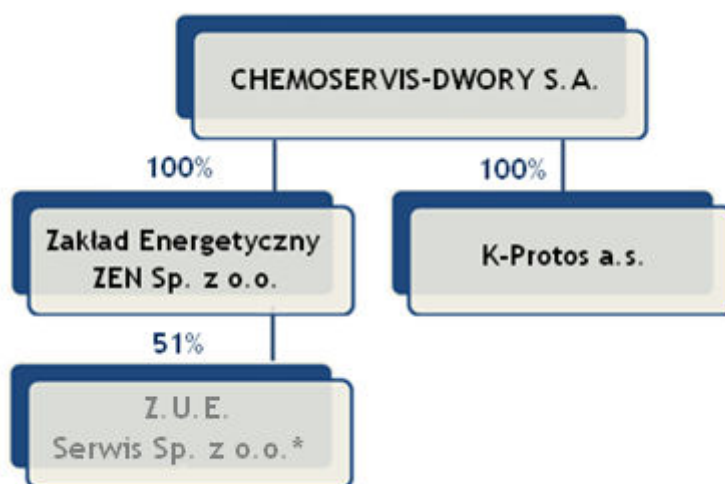 CHEMOSERVIS-DWORY S.A.
100%
100%
Zakład Energetyczny
ZEN Sp. z o.o.
K-Protos a.s.
51%
Z.U.E.
Serwis Sp. z o.o.*